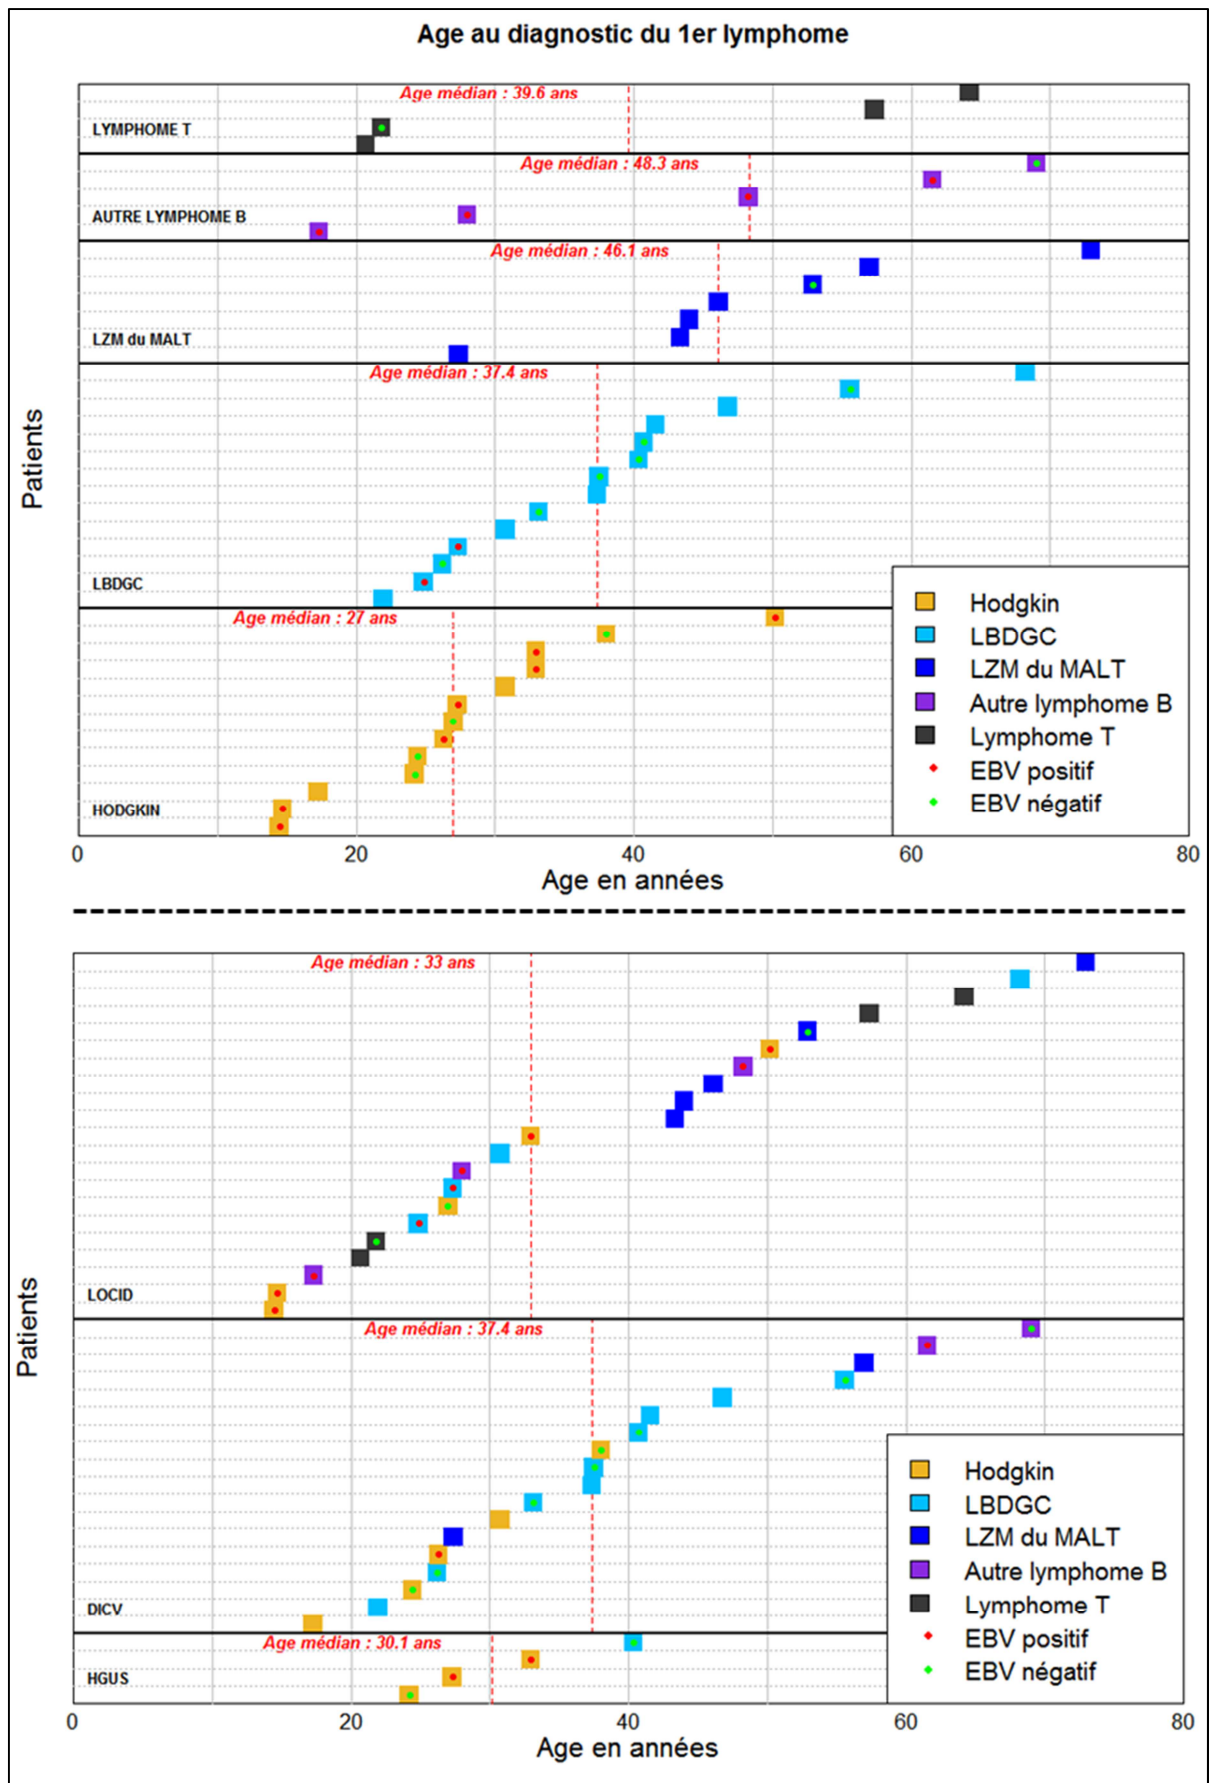 Age au diagnostic du 1er lymphome
Age médian : 39.6 ans
LYMPHOME T
Age médian : 48.3 ans
AUTRE LYMPHOME B
Age médian : 46.1 ans
LZM du MALT
Age médian : 37.4 ans
LBDGC
Age médian : 27 ans
HODGKIN
Patients
Hodgkin
LBDGC
LZM du MALT
Autre lymphome B
Lymphome T
EBV positif
EBV négatif
0 20 40 60 80
Age en années
Age médian : 33 ans
LOCID
Age médian : 37.4 ans
DICV
Age médian : 30.1 ans
HGUS
Patients
Hodgkin
LBDGC
LZM du MALT
Autre lymphome B
Lymphome T
EBV positif
EBV négatif
0 20 40 60 80
Age en années